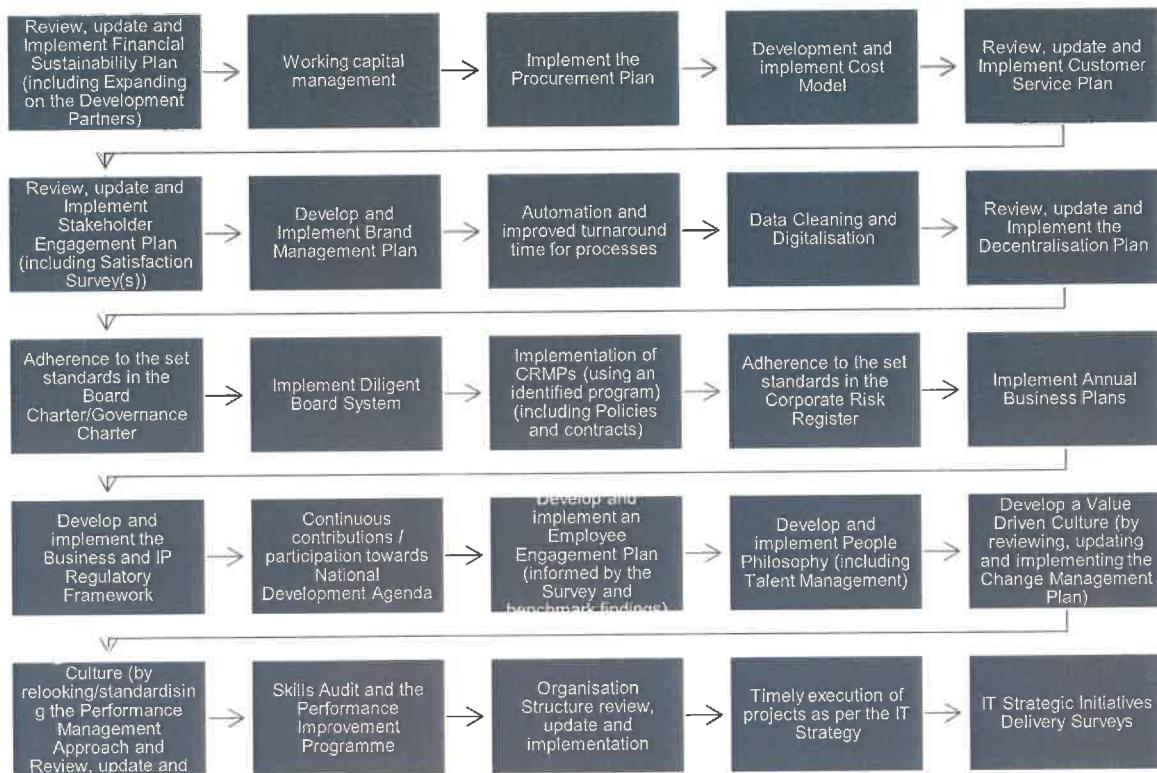 Review, update and
Implement Financial
Sustainability Plan
(including Expanding
on the Development
Partners)
Working capital
management
Implement the
Procurement Plan
Development and
implement Cost
Model
Review, update and
Implement Customer
Service Plan
Review, update and
Implement
Stakeholder
Engagement Plan
(including Satisfaction
Survey(s))
Develop and
Implement Brand
Management Plan
Automation and
improved turnaround
time for processes
Data Cleaning and
Digitalisation
Review, update and
Implement the
Decentralisation Plan
Adherence to the set
standards in the
Board
Charter/Governance
Charter
Implement Diligent
Board System
Implementation of
CRMPs (using an
identified program)
(including Policies
and contracts)
Adherence to the set
standards in the
Corporate Risk
Register
Implement Annual
Business Plans
Develop and
implement the
Business and IP
Regulatory
Framework
Continuous
contributions /
participation towards
National
Development Agenda
Develop and
implement an
Employee
Engagement Plan
(informed by the
Survey and
benchmark findings)
Develop and
implement People
Philosophy (including
Talent Management)
Develop a Value
Driven Culture (by
reviewing, updating
and implementing the
Change Management
Plan)
Culture (by
relooking/standardisin
g the Performance
Management
Approach and
Review, update and
Skills Audit and the
Performance
Improvement
Programme
Organisation
Structure review,
update and
implementation
Timely execution of
projects as per the IT
Strategy
IT Strategic Initiatives
Delivery Surveys